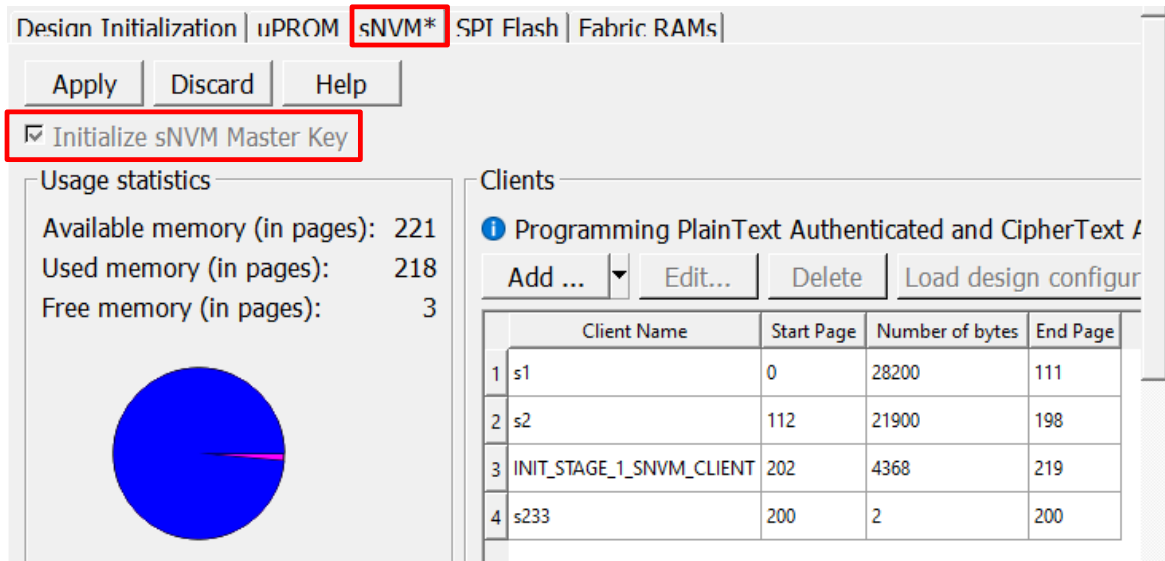 Design Initialization uPROM sNVM* SPI Flash Fabric RAMs
Apply Discard Help
Initialize sNVM Master Key
Usage statistics
Available memory (in pages): 221
Used memory (in pages): 218
Free memory (in pages): 3
Clients
Programming PlainText Authenticated and CipherText
Add ... Edit... Delete Load design configur
Client Name Start Page Number of bytes End Page
1 s1 0 28200 111
2 s2 112 21900 198
3 INIT_STAGE_1_SNVM_CLIENT 202 4368 219
4 s233 200 2 200